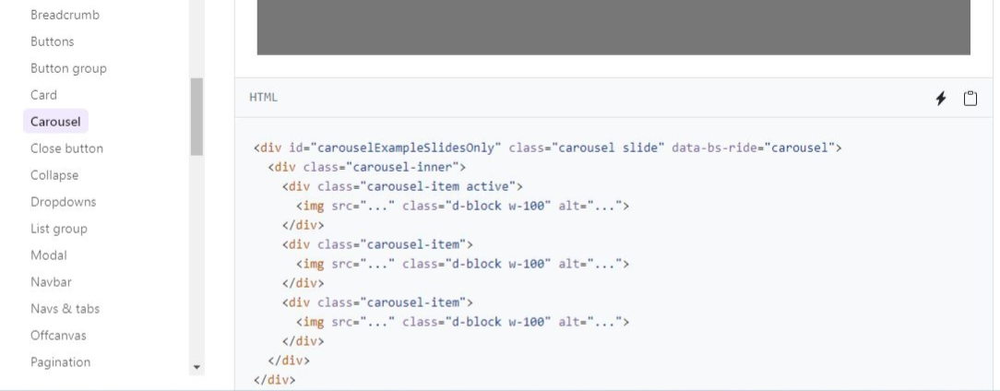 Breadcrumb
Buttons
Button group
Card
Carousel
Close button
Collapse
Dropdowns
List group
Modal
Navbar
Navs & tabs
Offcanvas
Pagination
HTML
<div id="carouselExampleSlidesOnly" class="carousel slide" data-bs-ride="carousel">
  <div class="carousel-inner">
    <div class="carousel-item active">
      <img src="..." class="d-block w-100" alt="...">
    </div>
    <div class="carousel-item">
      <img src="..." class="d-block w-100" alt="...">
    </div>
    <div class="carousel-item">
      <img src="..." class="d-block w-100" alt="...">
    </div>
  </div>
</div>